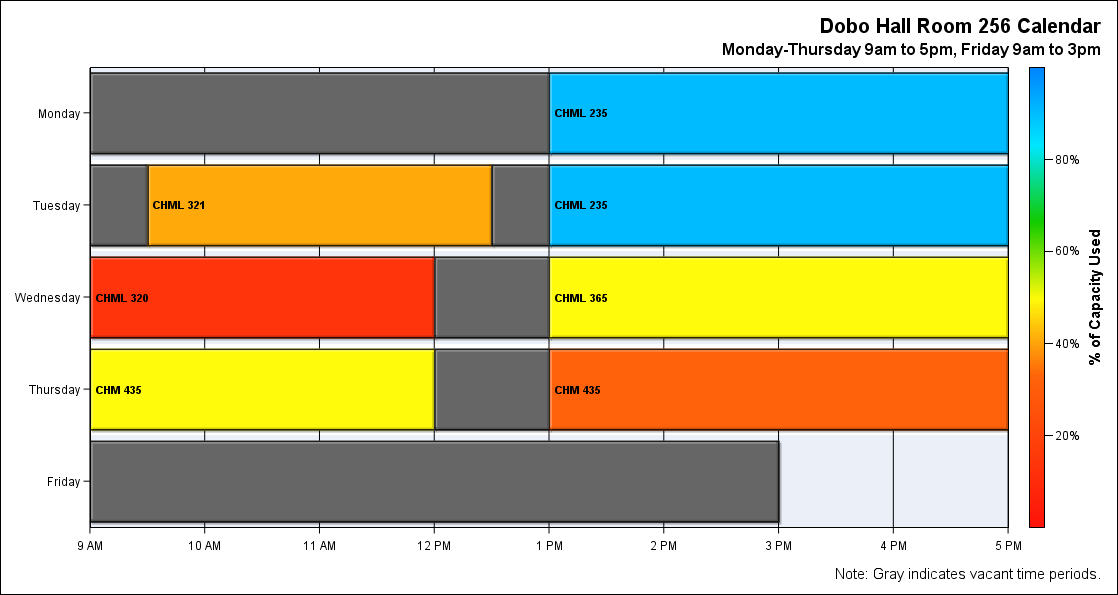 Dobo Hall Room 256 Calendar
Monday-Thursday 9am to 5pm, Friday 9am to 3pm
Monday
CHML 235
Tuesday
CHML 321
CHML 235
Wednesday
CHML 320
CHML 365
Thursday
CHM 435
CHM 435
Friday
9 AM
10 AM
11 AM
12 PM
1 PM
2 PM
3 PM
4 PM
5 PM
80%
60%
40%
20%
% of Capacity Used
Note: Gray indicates vacant time periods.